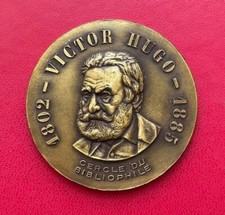 1802 - VICTOR HUGO - 1885
CERCLE DU
BIBLIOPHILE